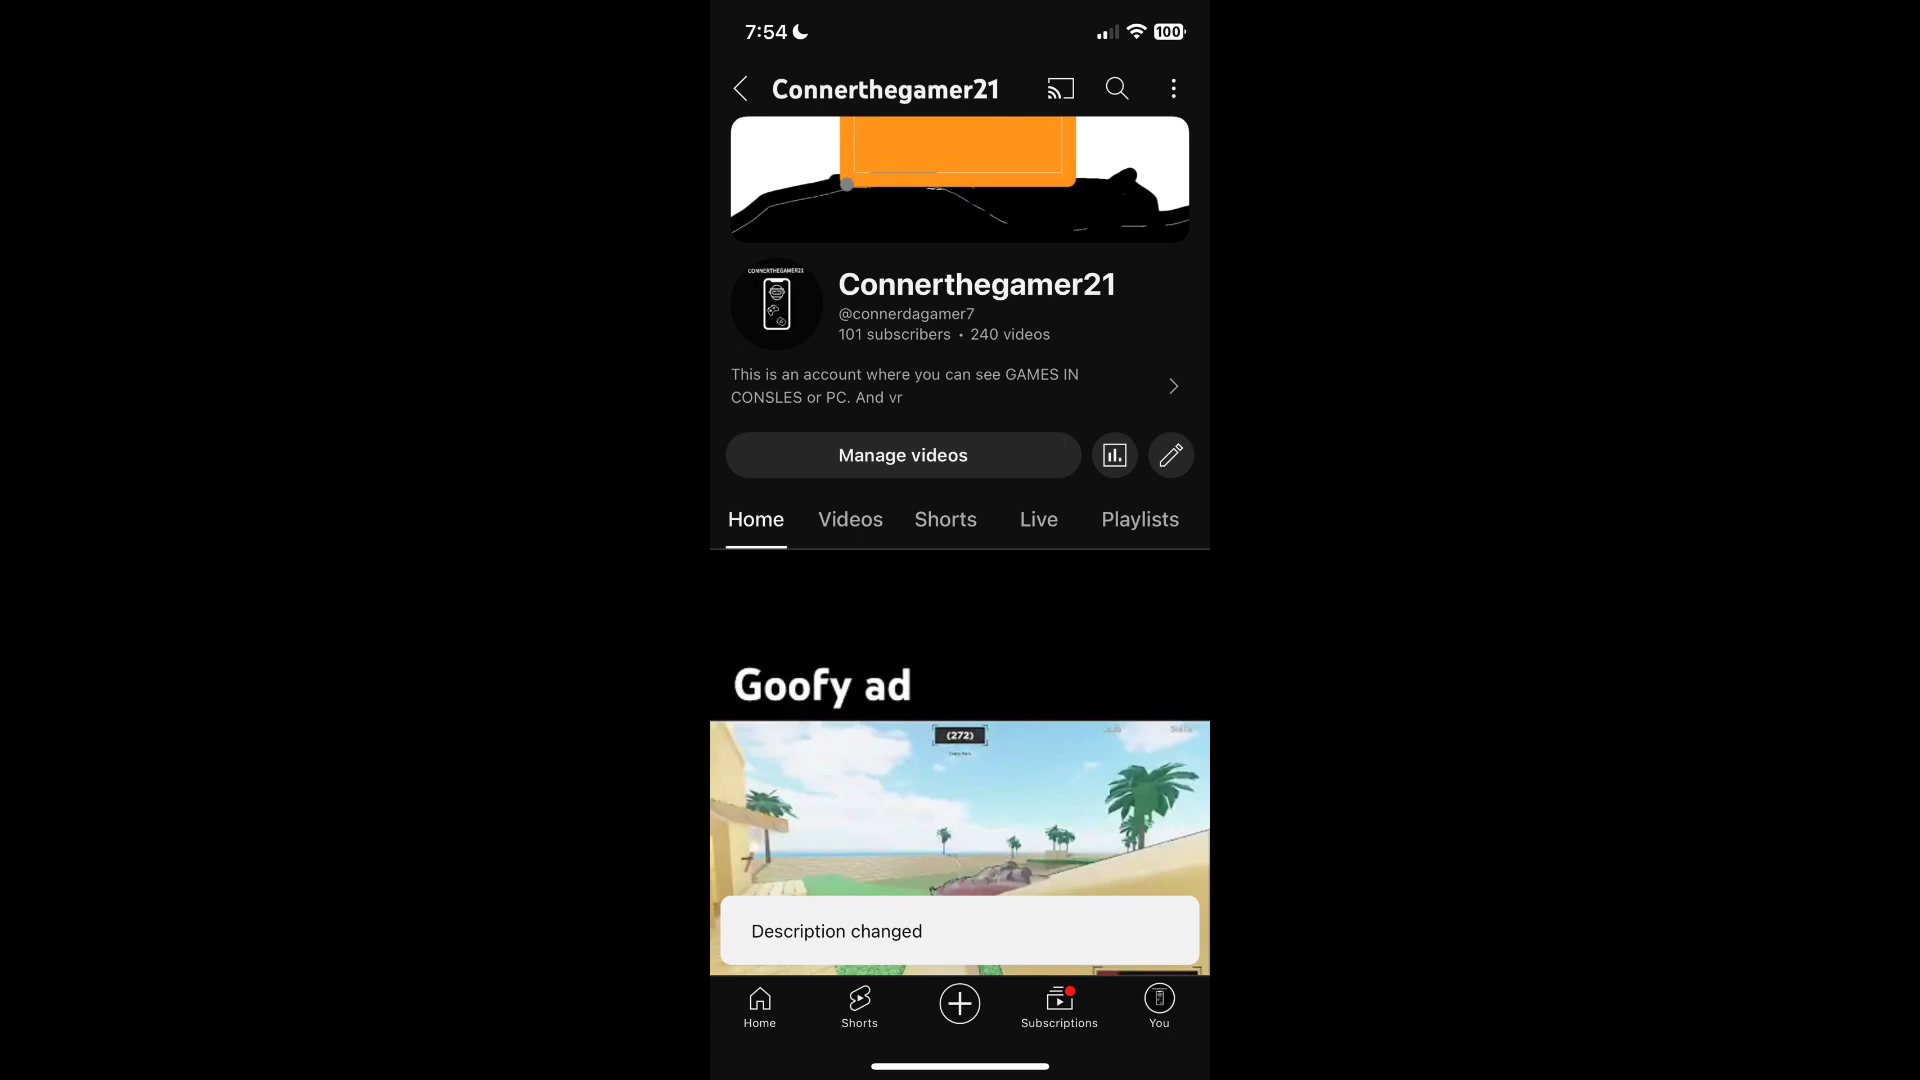 7:54
100
Connerthegamer21
CONNERTHEGAMER21
Connerthegamer21
@connerdagamer7
101 subscribers • 240 videos
This is an account where you can see GAMES IN
CONSLES or PC. And vr
Manage videos
Home Videos Shorts Live Playlists
Goofy ad
(272)
Description changed
Home Shorts Subscriptions You